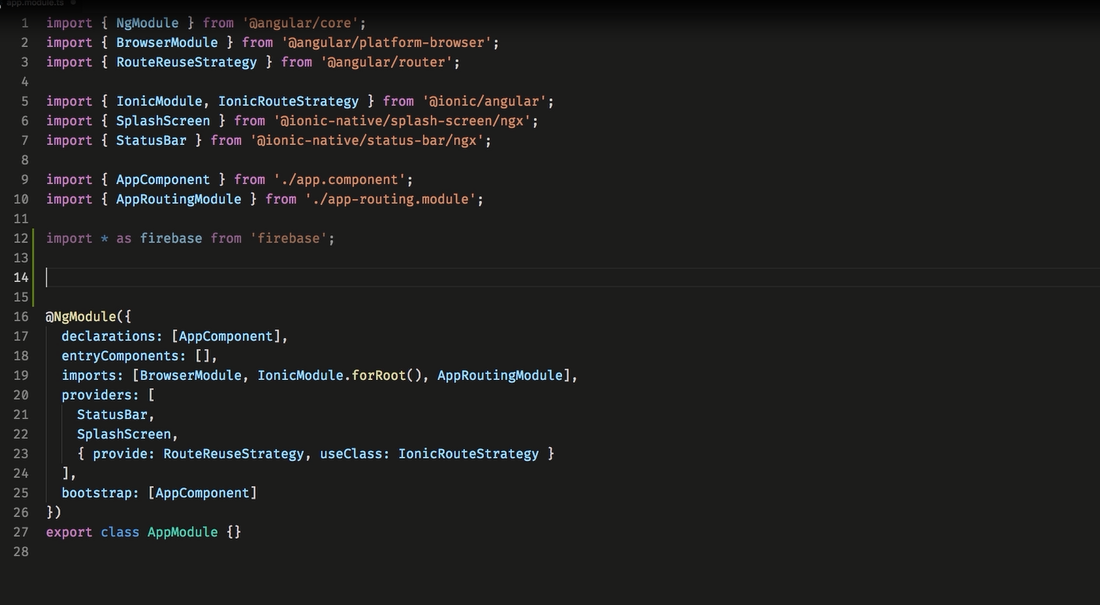 app.module.ts
1 import { NgModule } from '@angular/core';
2 import { BrowserModule } from '@angular/platform-browser';
3 import { RouteReuseStrategy } from '@angular/router';
4
5 import { IonicModule, IonicRouteStrategy } from '@ionic/angular';
6 import { SplashScreen } from '@ionic-native/splash-screen/ngx';
7 import { StatusBar } from '@ionic-native/status-bar/ngx';
8
9 import { AppComponent } from './app.component';
10 import { AppRoutingModule } from './app-routing.module';
11
12 import * as firebase from 'firebase';
13
14
15
16 @NgModule({
17   declarations: [AppComponent],
18   entryComponents: [],
19   imports: [BrowserModule, IonicModule.forRoot(), AppRoutingModule],
20   providers: [
21     StatusBar,
22     SplashScreen,
23     { provide: RouteReuseStrategy, useClass: IonicRouteStrategy }
24   ],
25   bootstrap: [AppComponent]
26 })
27 export class AppModule {}
28